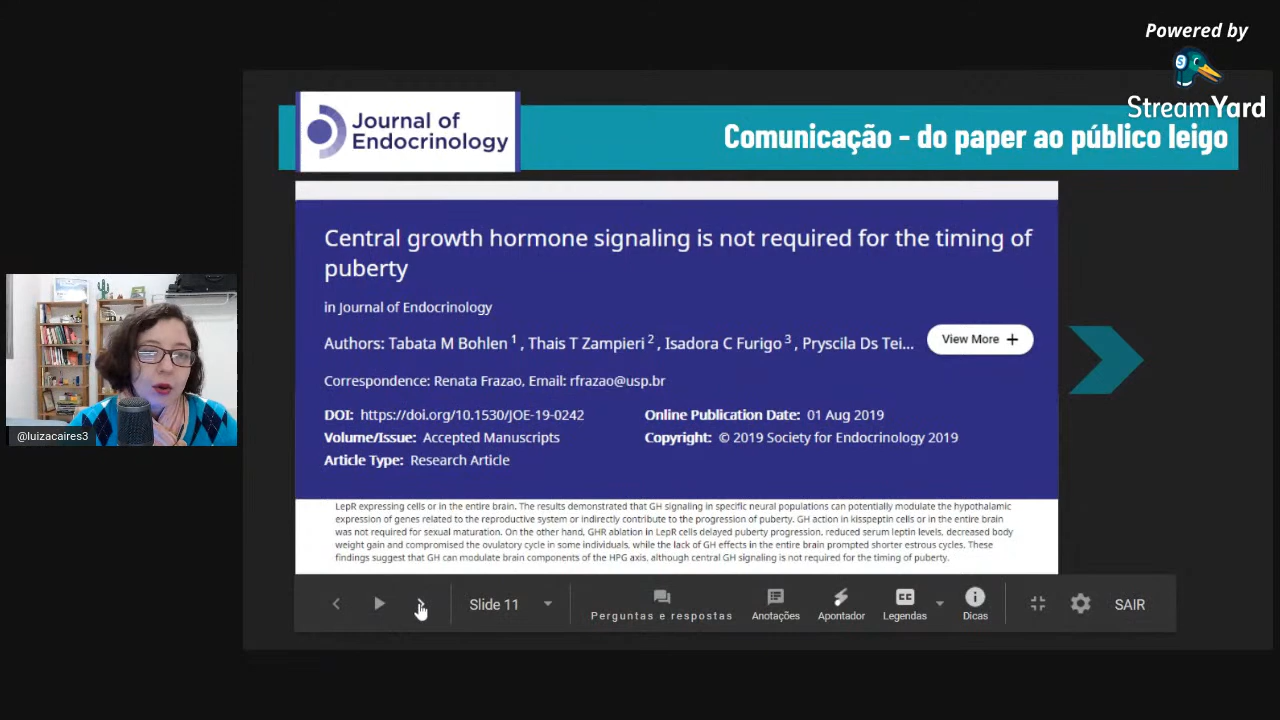 Powered by
StreamYard
Journal of
Endocrinology
Comunicação - do paper ao público leigo
Central growth hormone signaling is not required for the timing of
puberty
in Journal of Endocrinology
Authors: Tabata M Bohlen 1 , Thais T Zampieri 2 , Isadora C Furigo 3 , Pryscila Ds Tei...
View More +
Correspondence: Renata Frazao, Email: rfrazao@usp.br
DOI: https://doi.org/10.1530/JOE-19-0242
Online Publication Date: 01 Aug 2019
Volume/Issue: Accepted Manuscripts
Copyright: © 2019 Society for Endocrinology 2019
Article Type: Research Article
LepR expressing cells or in the entire brain. The results demonstrated that GH signaling in specific neural populations can potentially modulate the hypothalamic
expression of genes related to the reproductive system or indirectly contribute to the progression of puberty. GH action in kisspeptin cells or in the entire brain
was not required for sexual maturation. On the other hand, GHR ablation in LepR cells delayed puberty progression, reduced serum leptin levels, decreased body
weight gain and compromised the ovulatory cycle in some individuals, while the lack of GH effects in the entire brain prompted shorter estrous cycles. These
findings suggest that GH can modulate brain components of the HPG axis, although central GH signaling is not required for the timing of puberty.
@luizacaires3
Slide 11
Perguntas e respostas
Anotações
Apontador
CC
Legendas
Dicas
SAIR